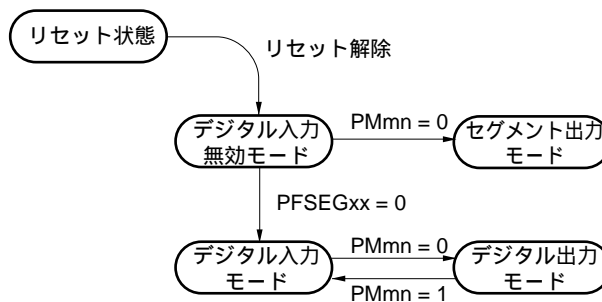 リセット状態
リセット解除
デジタル入力
無効モード
PMmn = 0
セグメント出力
モード
PFSEGxx = 0
デジタル入力
モード
PMmn = 0
PMmn = 1
デジタル出力
モード